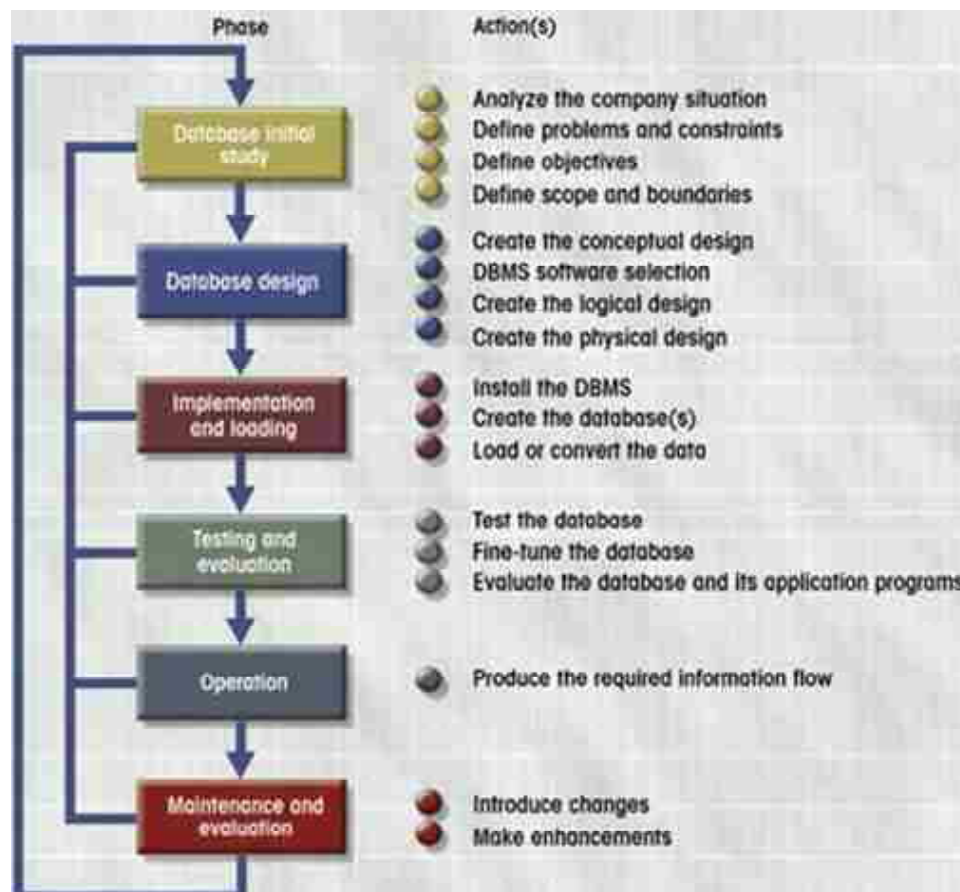 Phase
Action(s)
Database initial
study
Analyze the company situation
Define problems and constraints
Define objectives
Define scope and boundaries
Database design
Create the conceptual design
DBMS software selection
Create the logical design
Create the physical design
Implementation
and loading
Install the DBMS
Create the database(s)
Load or convert the data
Testing and
evaluation
Test the database
Fine-tune the database
Evaluate the database and its application programs
Operation
Produce the required information flow
Maintenance and
evaluation
Introduce changes
Make enhancements